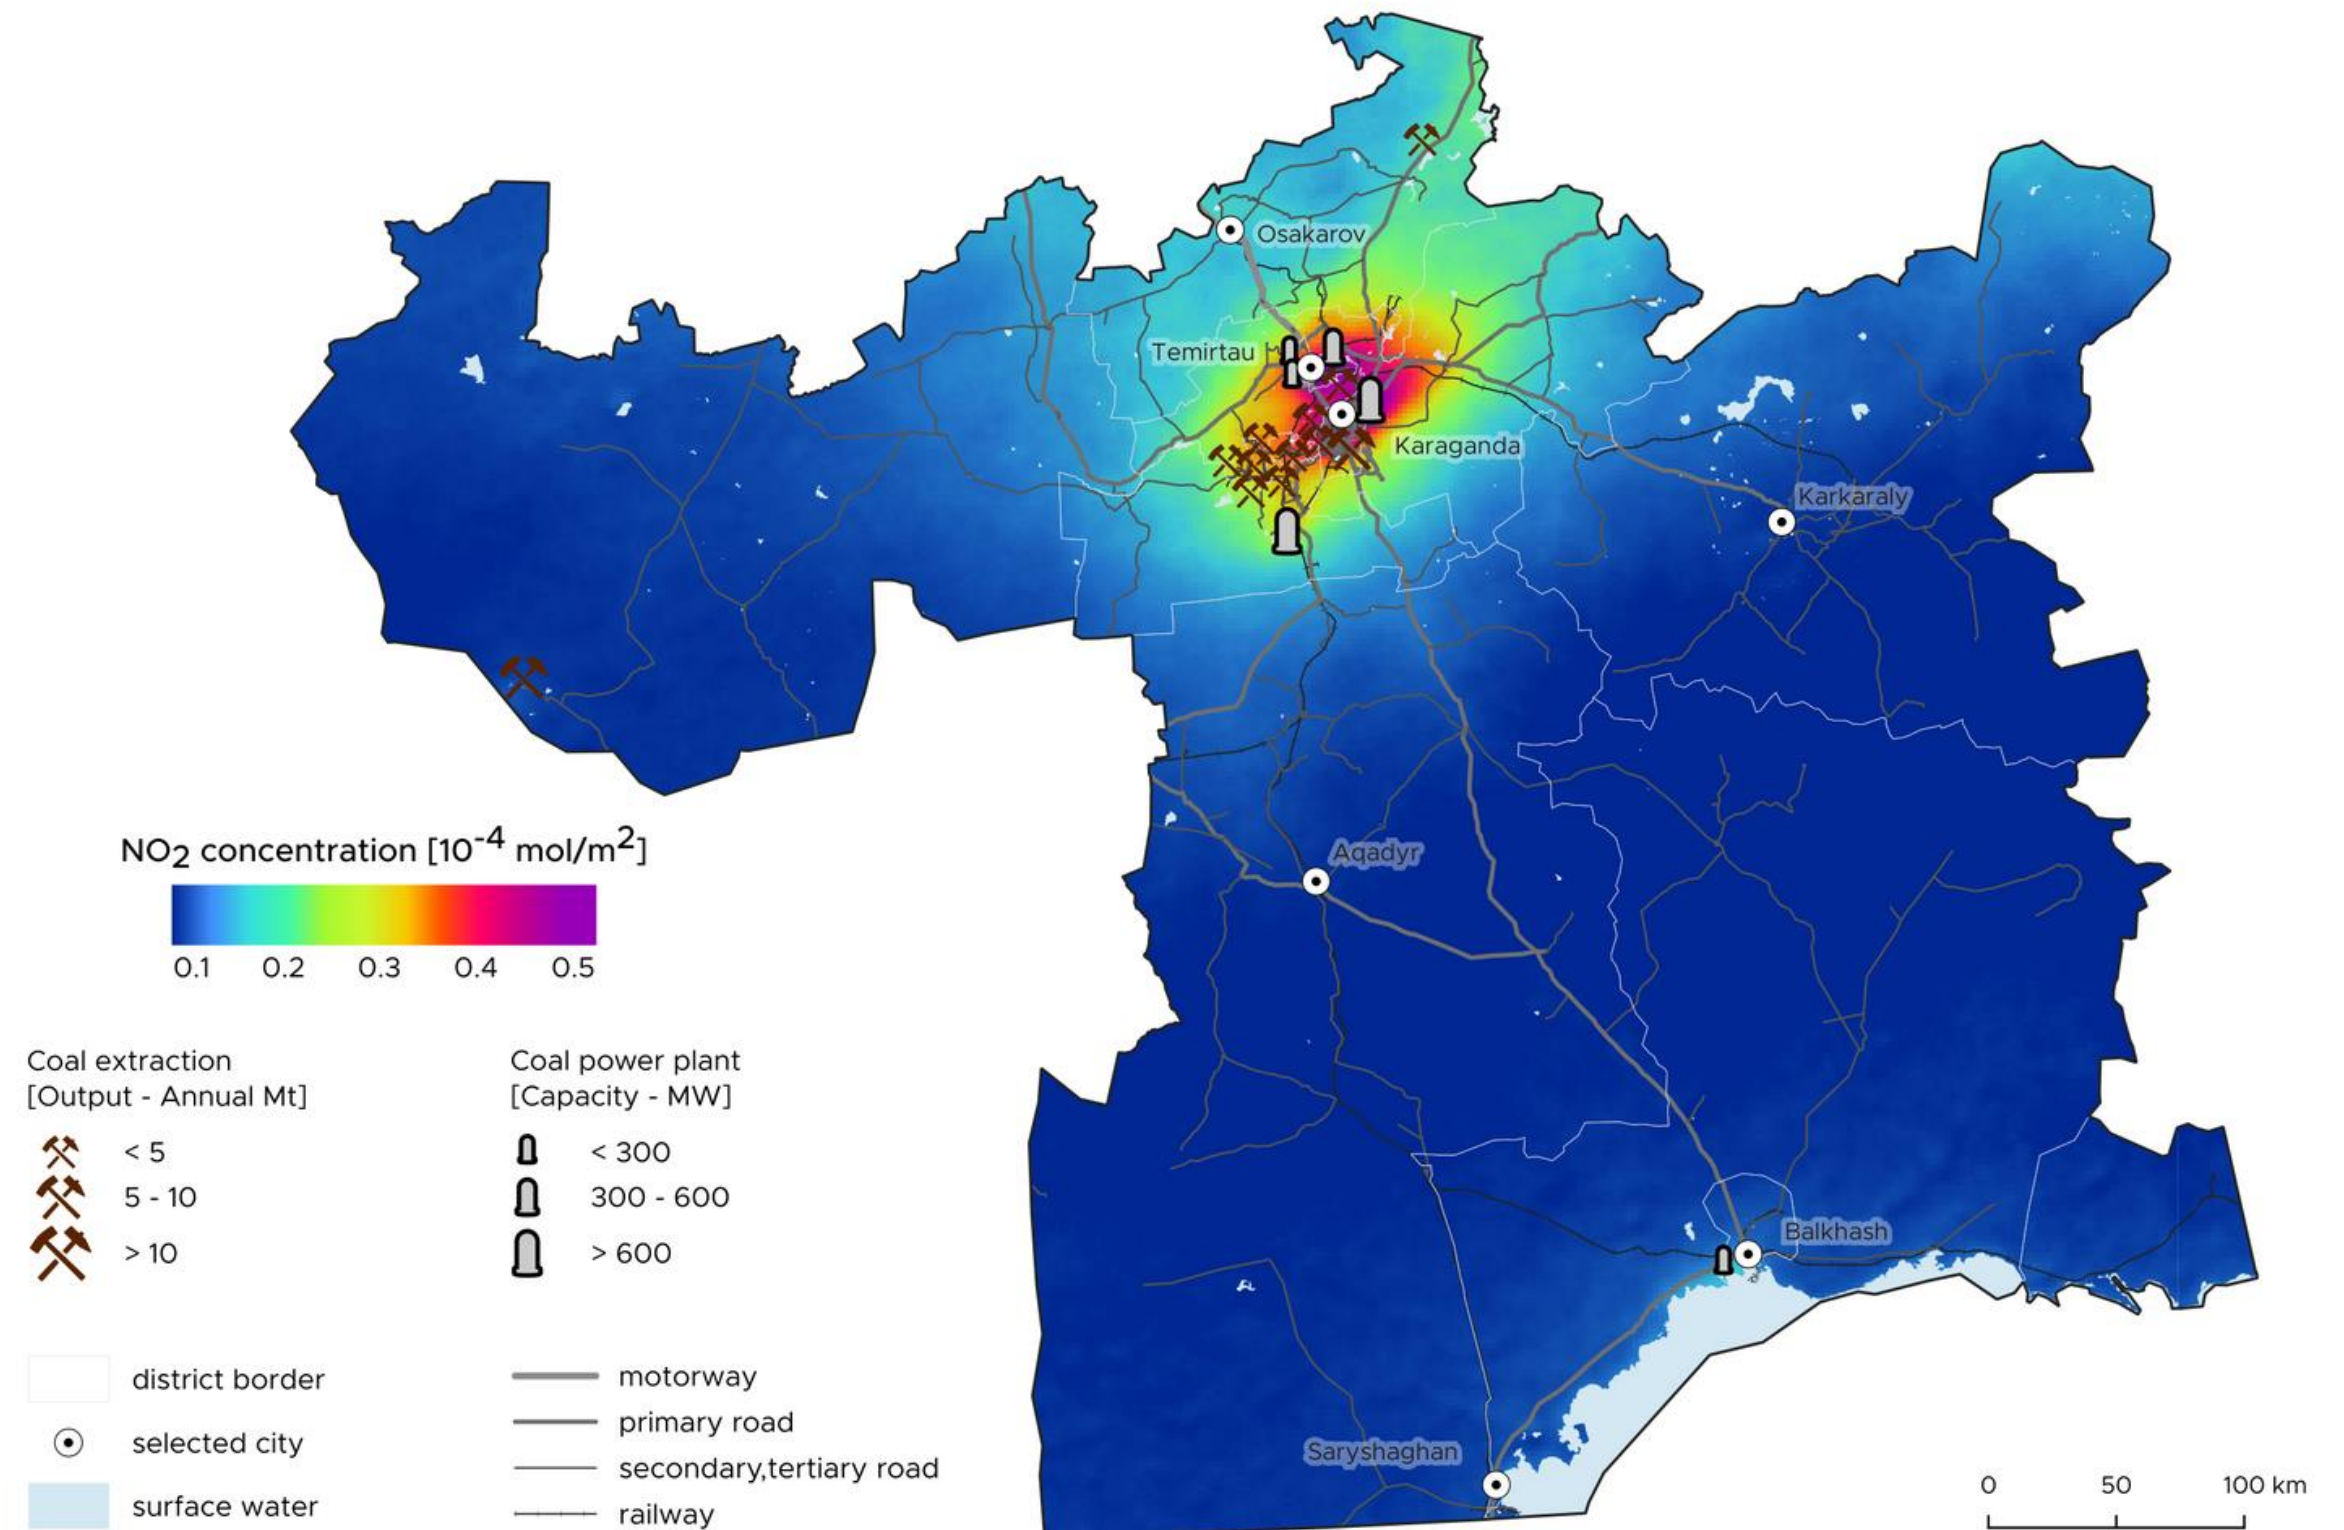 Osakarov
Temirtau
Karaganda
Karkaraly
Aqadyr
Balkhash
Saryshaghan
NO2 concentration [10-4 mol/m2]
0.1 0.2 0.3 0.4 0.5
Coal extraction
[Output - Annual Mt]
< 5
5 - 10
> 10
Coal power plant
[Capacity - MW]
< 300
300 - 600
> 600
district border
selected city
surface water
motorway
primary road
secondary,tertiary road
railway
0 50 100 km